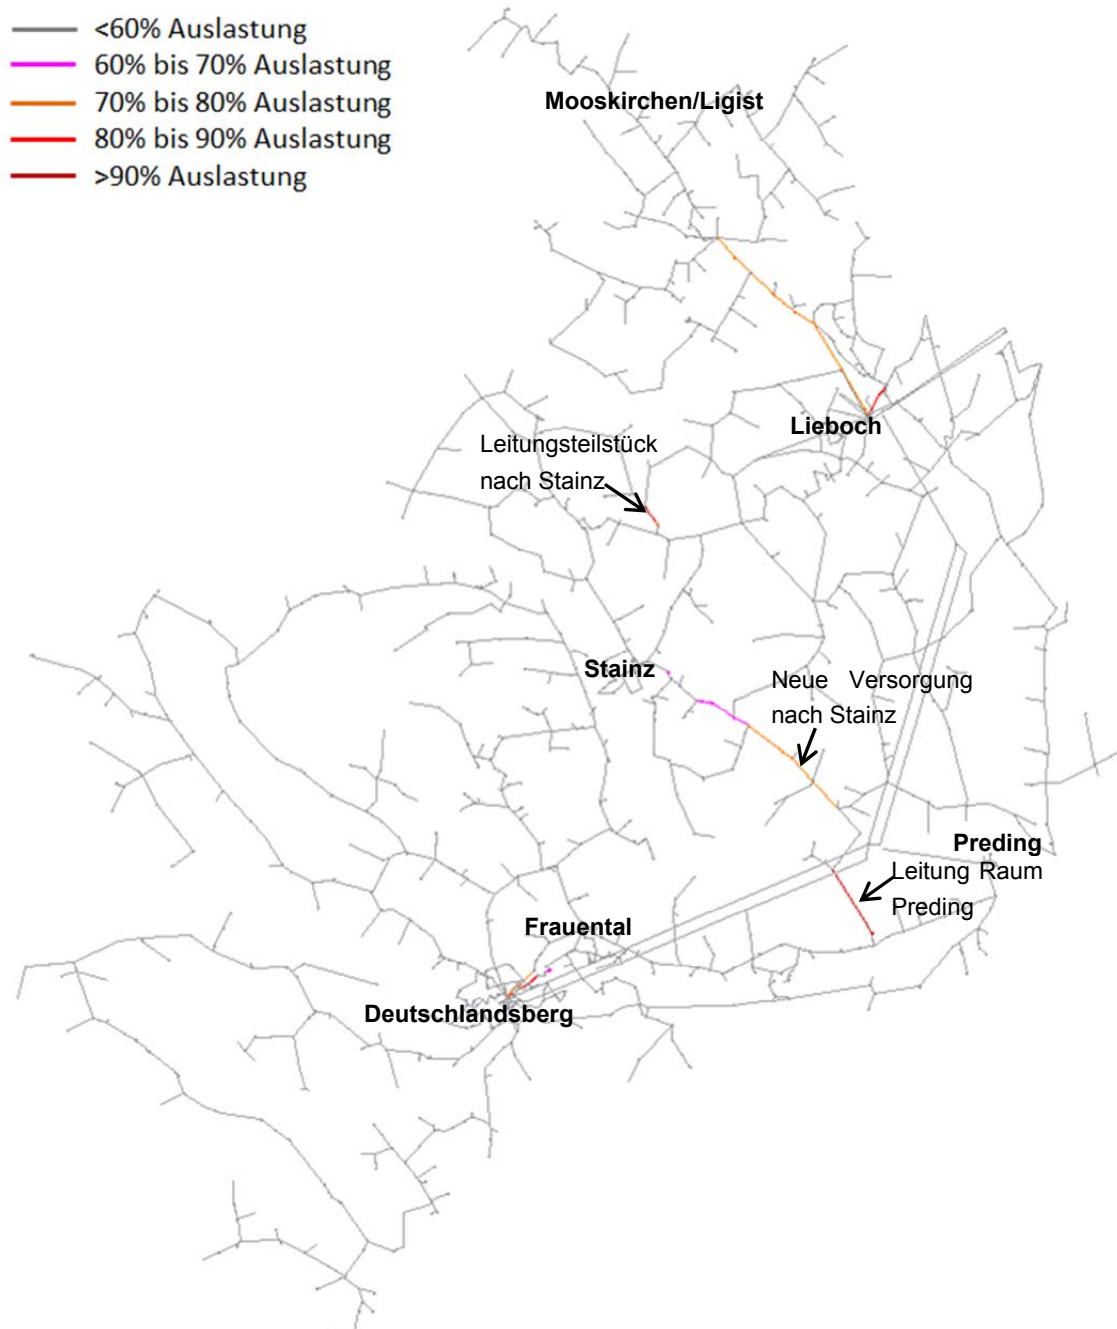 <60% Auslastung
60% bis 70% Auslastung
70% bis 80% Auslastung
80% bis 90% Auslastung
>90% Auslastung
Mooskirchen/Ligist
Lieboch
Leitungsteilstück
nach Stainz
Stainz
Neue Versorgung
nach Stainz
Preding
Leitung Raum
Preding
Frauental
Deutschlandsberg